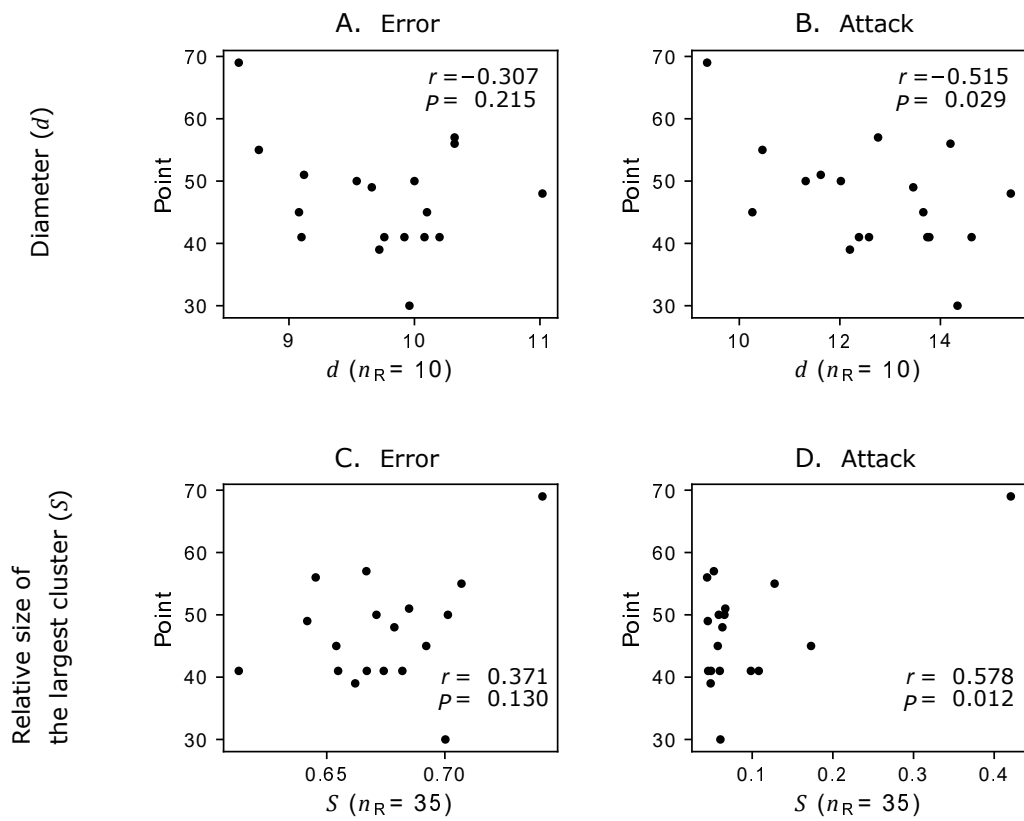 A. Error
B. Attack
Diameter (d)
Point
70
60
50
40
30
r =−0.307
P = 0.215
9
10
11
d (nR = 10)
Point
70
60
50
40
30
r =−0.515
P = 0.029
10
12
14
d (nR = 10)
C. Error
D. Attack
Relative size of
the largest cluster (S)
Point
70
60
50
40
30
r = 0.371
P = 0.130
0.65
0.70
S (nR = 35)
Point
70
60
50
40
30
r = 0.578
P = 0.012
0.1
0.2
0.3
0.4
S (nR = 35)